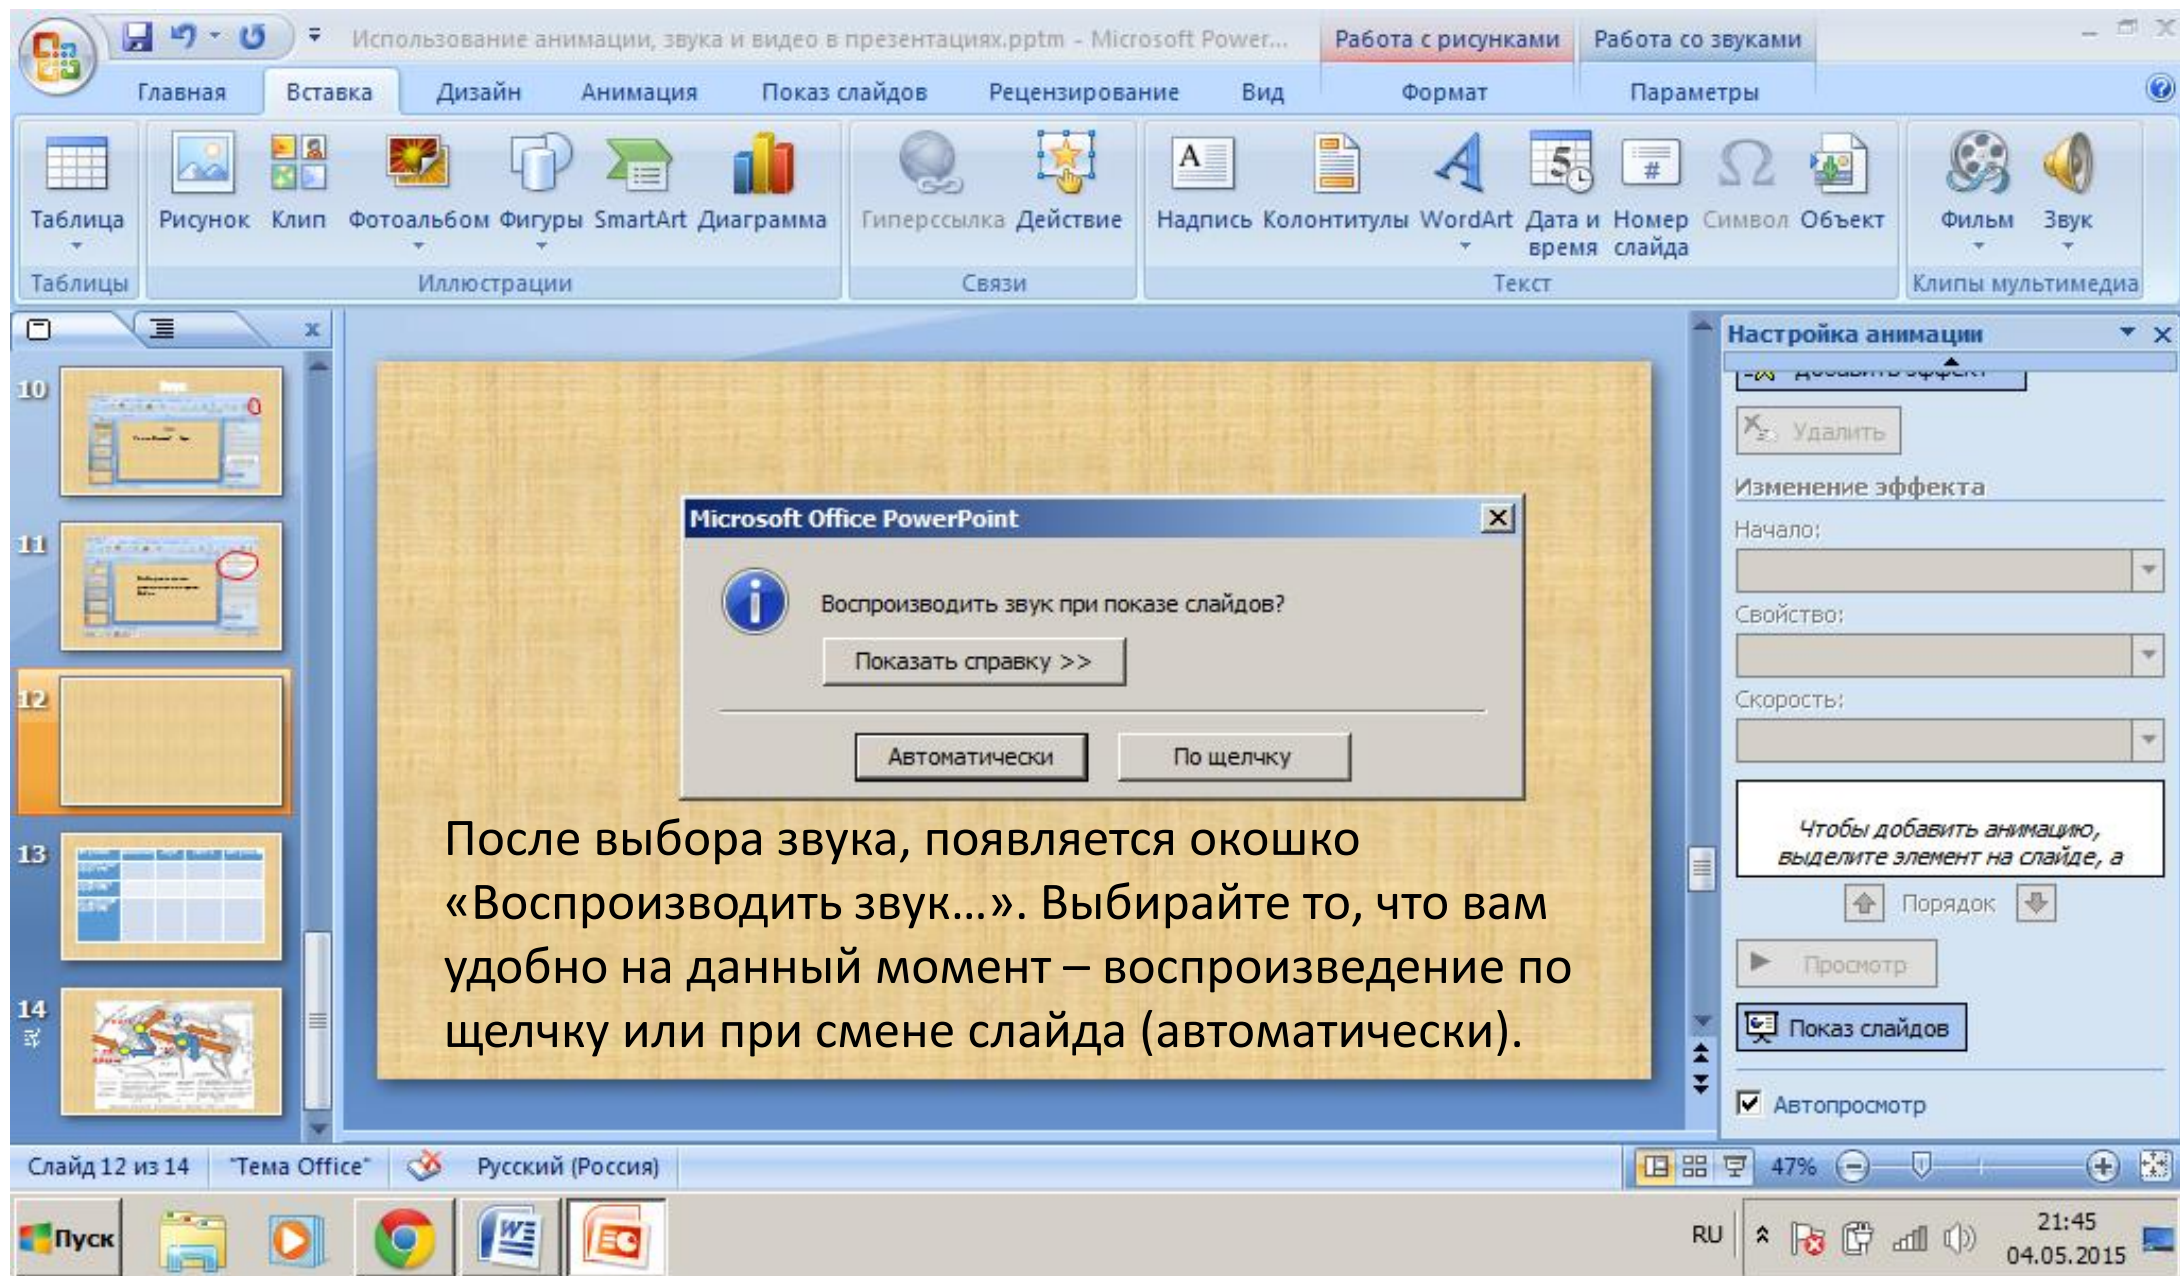 Использование анимации, звука и видео в презентациях.pptm - Microsoft Power...
Работа с рисунками
Работа со звуками
Главная
Вставка
Дизайн
Анимация
Показ слайдов
Рецензирование
Вид
Формат
Параметры
Таблица
Рисунок
Клип
Фотоальбом
Фигуры
SmartArt
Диаграмма
Гиперссылка
Действие
Надпись
Колонтитулы
WordArt
Дата и
время
Номер
слайда
Символ
Объект
Фильм
Звук
Таблицы
Иллюстрации
Связи
Текст
Клипы мультимедиа
10
11
12
13
14
Microsoft Office PowerPoint
Воспроизводить звук при показе слайдов?
Показать справку >>
Автоматически
По щелчку
После выбора звука, появляется окошко
«Воспроизводить звук…». Выбирайте то, что вам
удобно на данный момент – воспроизведение по
щелчку или при смене слайда (автоматически).
Настройка анимации
Добавить эффект
Удалить
Изменение эффекта
Начало:
Свойство:
Скорость:
Чтобы добавить анимацию,
выделите элемент на слайде, а
Порядок
Просмотр
Показ слайдов
Автопросмотр
Слайд 12 из 14
"Тема Office"
Русский (Россия)
47%
Пуск
RU
21:45
04.05.2015